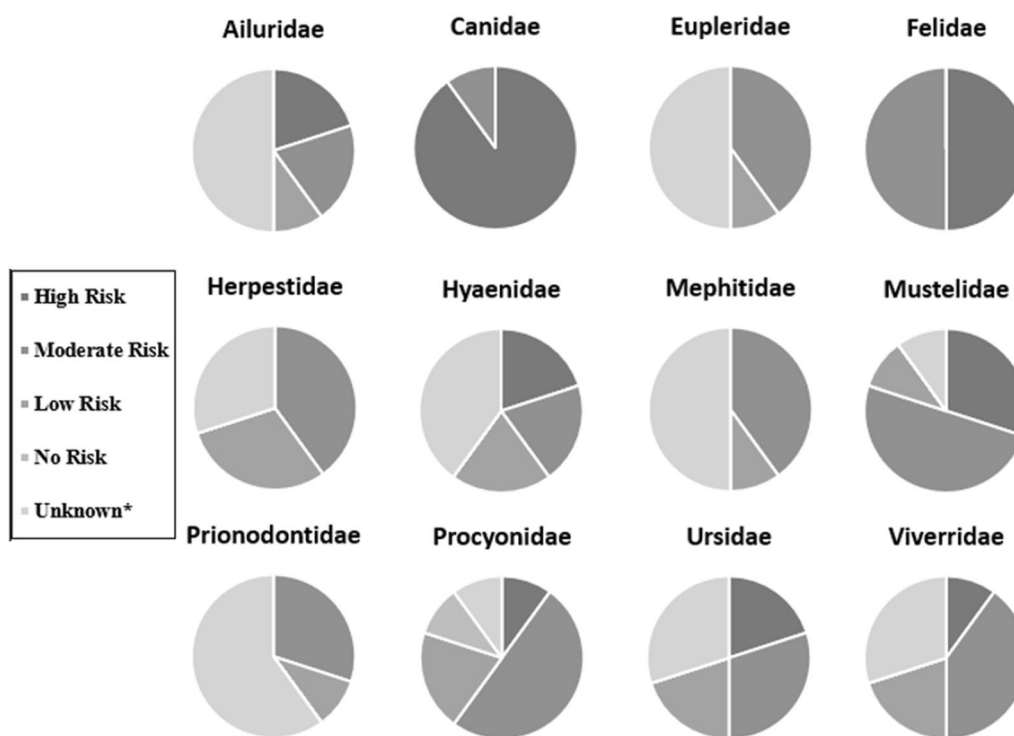 Ailuridae
Canidae
Eupleridae
Felidae
High Risk
Moderate Risk
Low Risk
No Risk
Unknown*
Herpestidae
Hyaenidae
Mephitidae
Mustelidae
Prionodontidae
Procyonidae
Ursidae
Viverridae